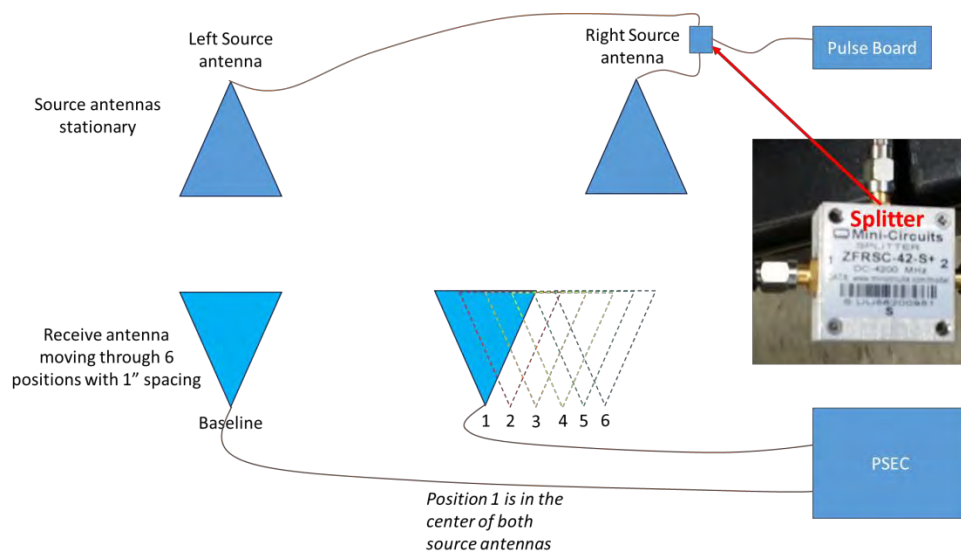 Left Source
antenna
Right Source
antenna
Pulse Board
Source antennas
stationary
Splitter
Mini-Circuits
SPLITTER
1 ZFRSC-42-S+ 2
DC-4200 MHz
S
Receive antenna
moving through 6
positions with 1" spacing
Baseline
1 2 3 4 5 6
PSEC
Position 1 is in the
center of both
source antennas